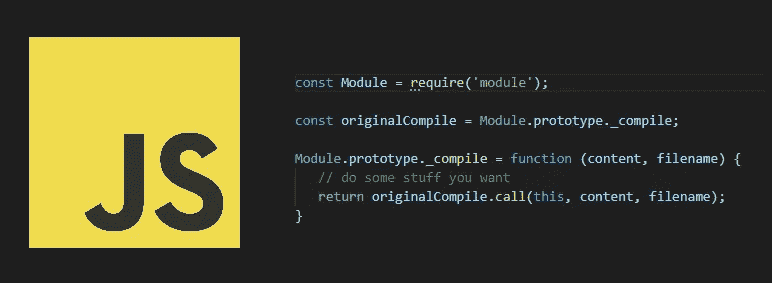 JS
const Module = require('module');
const originalCompile = Module.prototype._compile;
Module.prototype._compile = function (content, filename) {
// do some stuff you want
return originalCompile.call(this, content, filename);
}